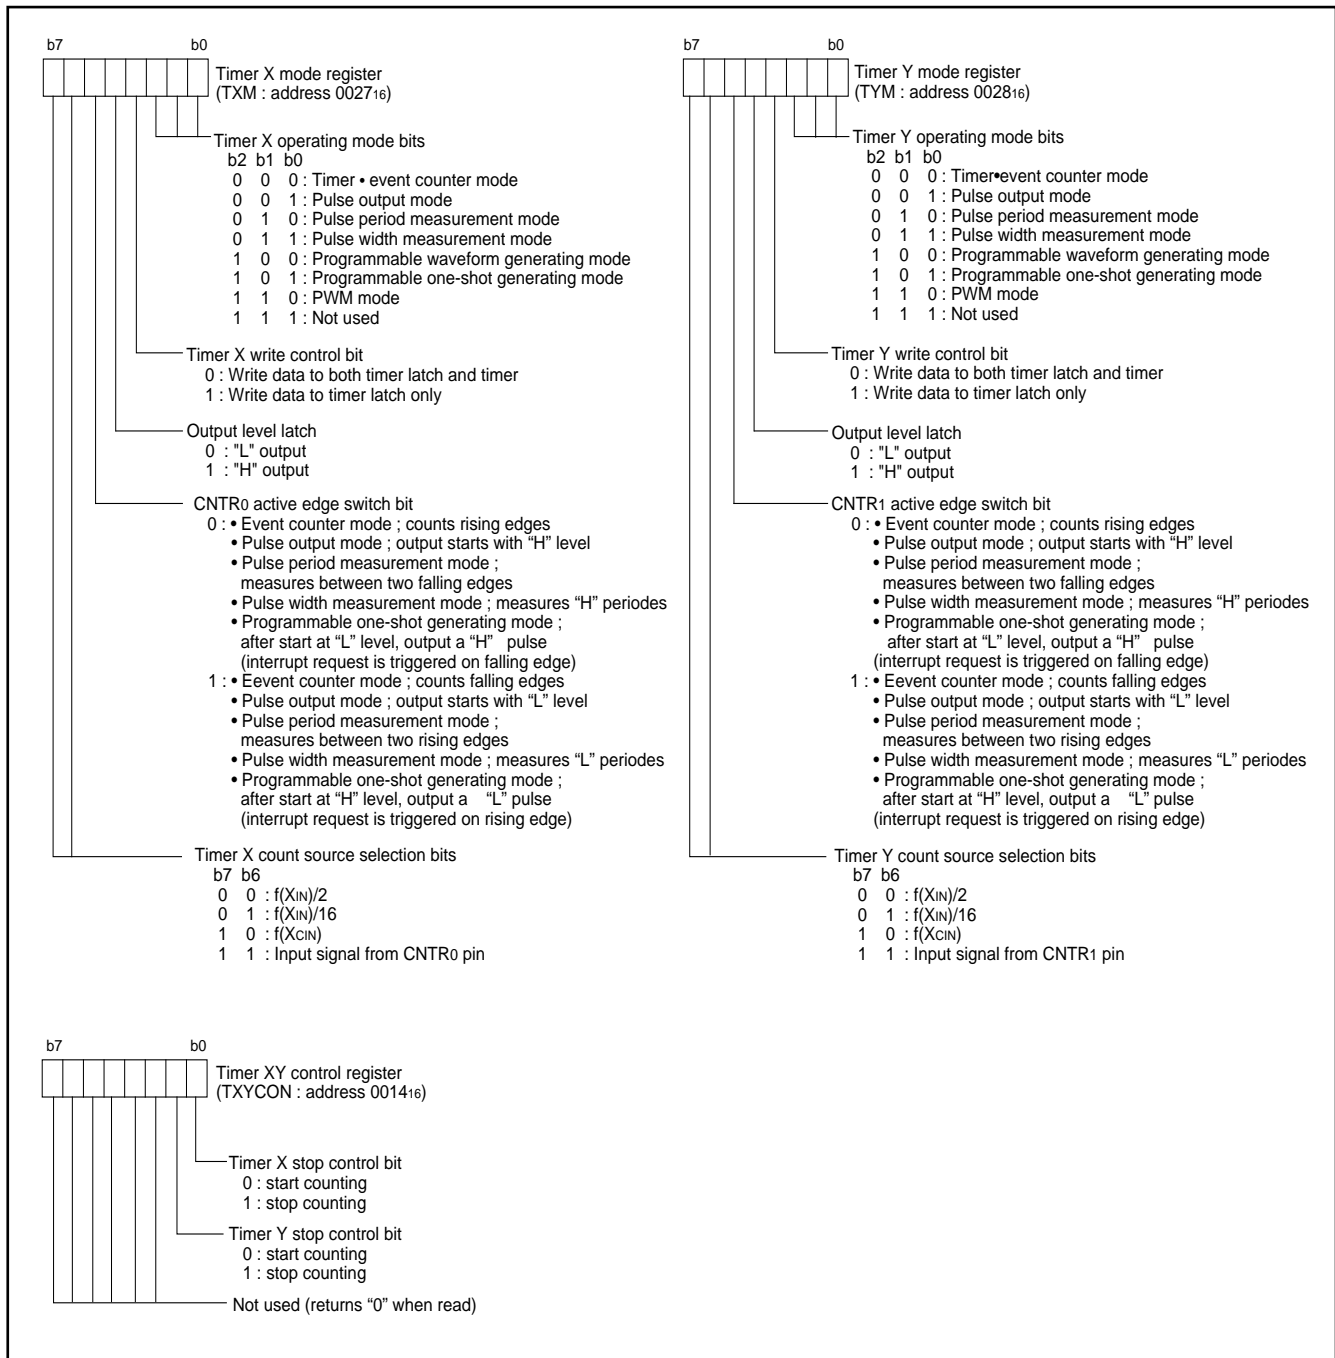 b7 b0
Timer X mode register
(TXM : address 002716)
Timer X operating mode bits
b2 b1 b0
0 0 0 : Timer • event counter mode
0 0 1 : Pulse output mode
0 1 0 : Pulse period measurement mode
0 1 1 : Pulse width measurement mode
1 0 0 : Programmable waveform generating mode
1 0 1 : Programmable one-shot generating mode
1 1 0 : PWM mode
1 1 1 : Not used
Timer X write control bit
0 : Write data to both timer latch and timer
1 : Write data to timer latch only
Output level latch
0 : "L" output
1 : "H" output
CNTR0 active edge switch bit
0 : • Event counter mode ; counts rising edges
• Pulse output mode ; output starts with “H” level
• Pulse period measurement mode ;
measures between two falling edges
• Pulse width measurement mode ; measures “H” periodes
• Programmable one-shot generating mode ;
after start at “L” level, output a “H” pulse
(interrupt request is triggered on falling edge)
1 : • Eevent counter mode ; counts falling edges
• Pulse output mode ; output starts with “L” level
• Pulse period measurement mode ;
measures between two rising edges
• Pulse width measurement mode ; measures “L” periodes
• Programmable one-shot generating mode ;
after start at “H” level, output a “L” pulse
(interrupt request is triggered on rising edge)
Timer X count source selection bits
b7 b6
0 0 : f(XIN)/2
0 1 : f(XIN)/16
1 0 : f(XCIN)
1 1 : Input signal from CNTR0 pin
b7 b0
Timer Y mode register
(TYM : address 002816)
Timer Y operating mode bits
b2 b1 b0
0 0 0 : Timer•event counter mode
0 0 1 : Pulse output mode
0 1 0 : Pulse period measurement mode
0 1 1 : Pulse width measurement mode
1 0 0 : Programmable waveform generating mode
1 0 1 : Programmable one-shot generating mode
1 1 0 : PWM mode
1 1 1 : Not used
Timer Y write control bit
0 : Write data to both timer latch and timer
1 : Write data to timer latch only
Output level latch
0 : "L" output
1 : "H" output
CNTR1 active edge switch bit
0 : • Event counter mode ; counts rising edges
• Pulse output mode ; output starts with “H” level
• Pulse period measurement mode ;
measures between two falling edges
• Pulse width measurement mode ; measures “H” periodes
• Programmable one-shot generating mode ;
after start at “L” level, output a “H” pulse
(interrupt request is triggered on falling edge)
1 : • Eevent counter mode ; counts falling edges
• Pulse output mode ; output starts with “L” level
• Pulse period measurement mode ;
measures between two rising edges
• Pulse width measurement mode ; measures “L” periodes
• Programmable one-shot generating mode ;
after start at “H” level, output a “L” pulse
(interrupt request is triggered on rising edge)
Timer Y count source selection bits
b7 b6
0 0 : f(XIN)/2
0 1 : f(XIN)/16
1 0 : f(XCIN)
1 1 : Input signal from CNTR1 pin
b7 b0
Timer XY control register
(TXYCON : address 001416)
Timer X stop control bit
0 : start counting
1 : stop counting
Timer Y stop control bit
0 : start counting
1 : stop counting
Not used (returns “0” when read)